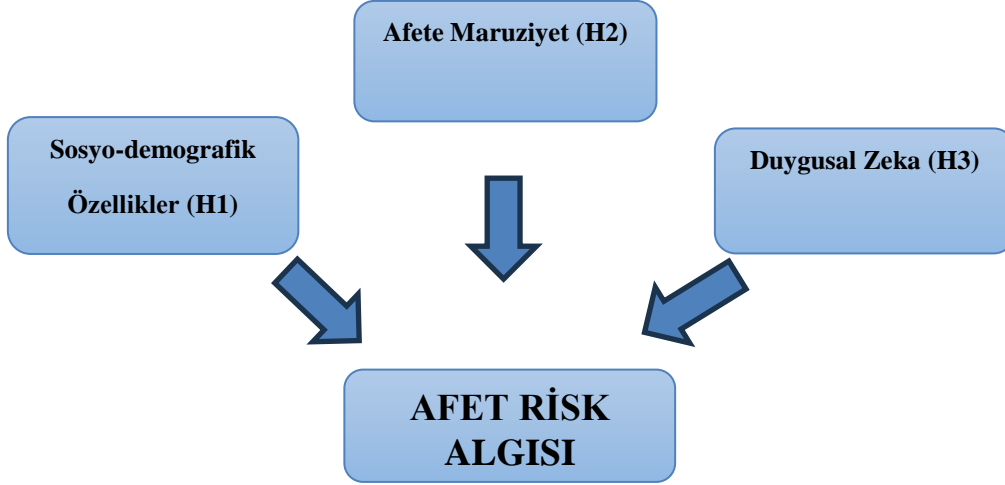 Afete Maruziyet (H2)
Sosyo-demografik
Özellikler (H1)
Duygusal Zeka (H3)
AFET RİSK
ALGISI